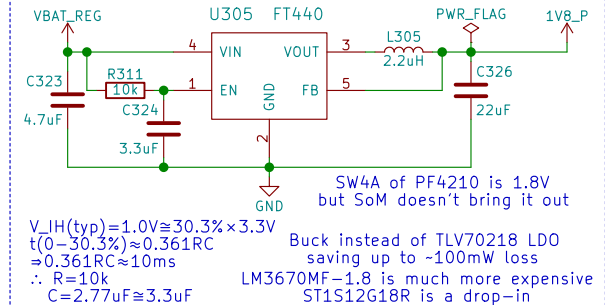 VBAT_REG
U305 FT440
PWR_FLAG
1V8_P
4 VIN VOUT 3
L305
2.2uH
C323
4.7uF
R311
10k
1 EN FB 5
C326
22uF
C324
3.3uF
GND
2
GND
SW4A of PF4210 is 1.8V
but SoM doesn't bring it out
V_IH(typ)=1.0V≅30.3%×3.3V
t(0-30.3%)≈0.361RC
⇒0.361RC≈10ms
∴ R=10k
C=2.77uF≅3.3uF
Buck instead of TLV70218 LDO
saving up to ~100mW loss
LM3670MF-1.8 is much more expensive
ST1S12G18R is a drop-in